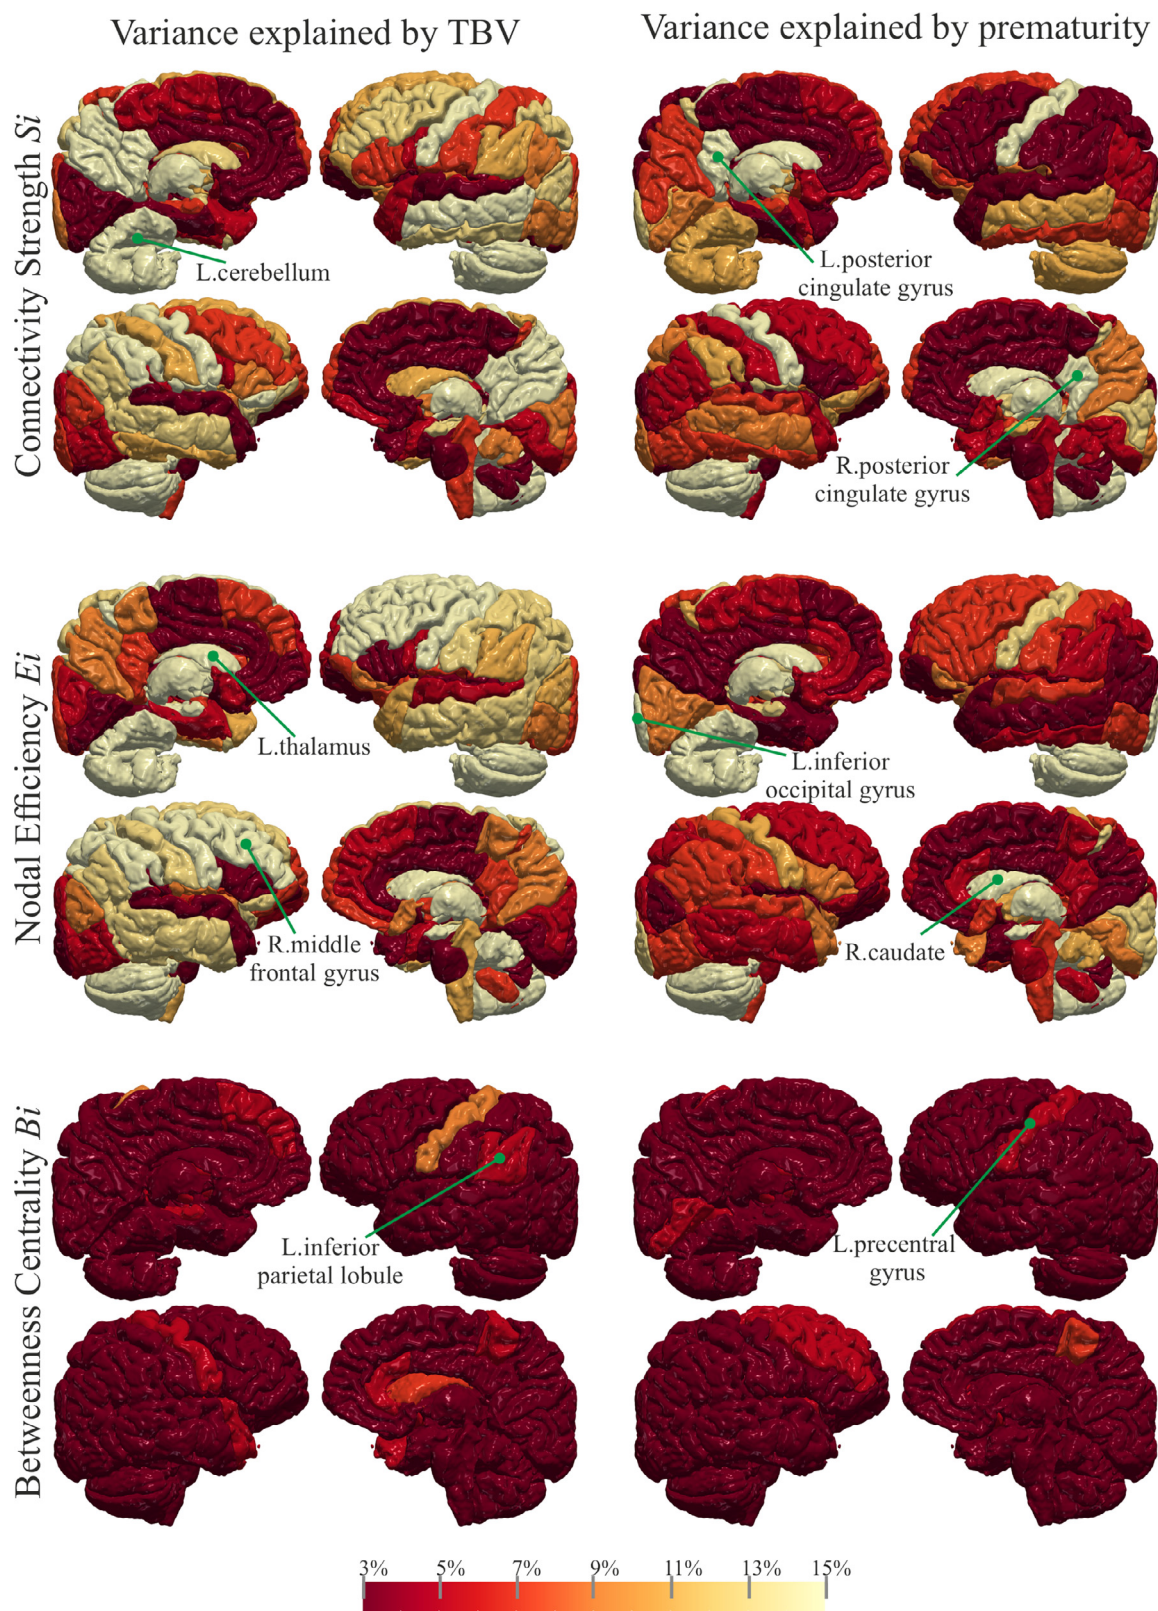 Variance explained by TBV
Variance explained by prematurity
Connectivity Strength Si
L.cerebellum
L.posterior
cingulate gyrus
R.posterior
cingulate gyrus
Nodal Efficiency Ei
L.thalamus
L.inferior
occipital gyrus
R.middle
frontal gyrus
R.caudate
Betweenness Centrality Bi
L.inferior
parietal lobule
L.precentral
gyrus
3% 5% 7% 9% 11% 13% 15%